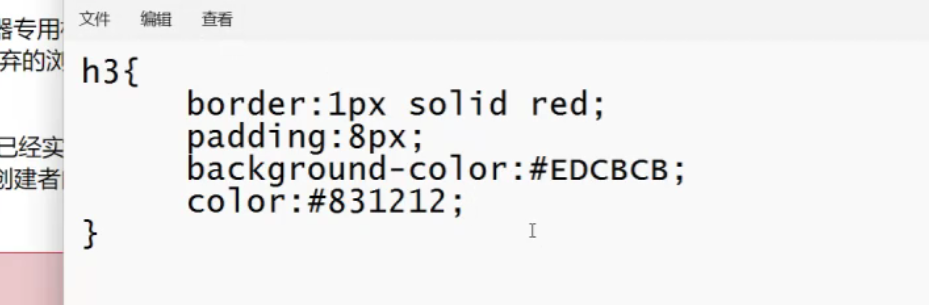 文件 编辑 查看
器专用
弃的浏
已经实
创建者
h3{
border:1px solid red;
padding:8px;
background-color:#EDCBCB;
color:#831212;
}